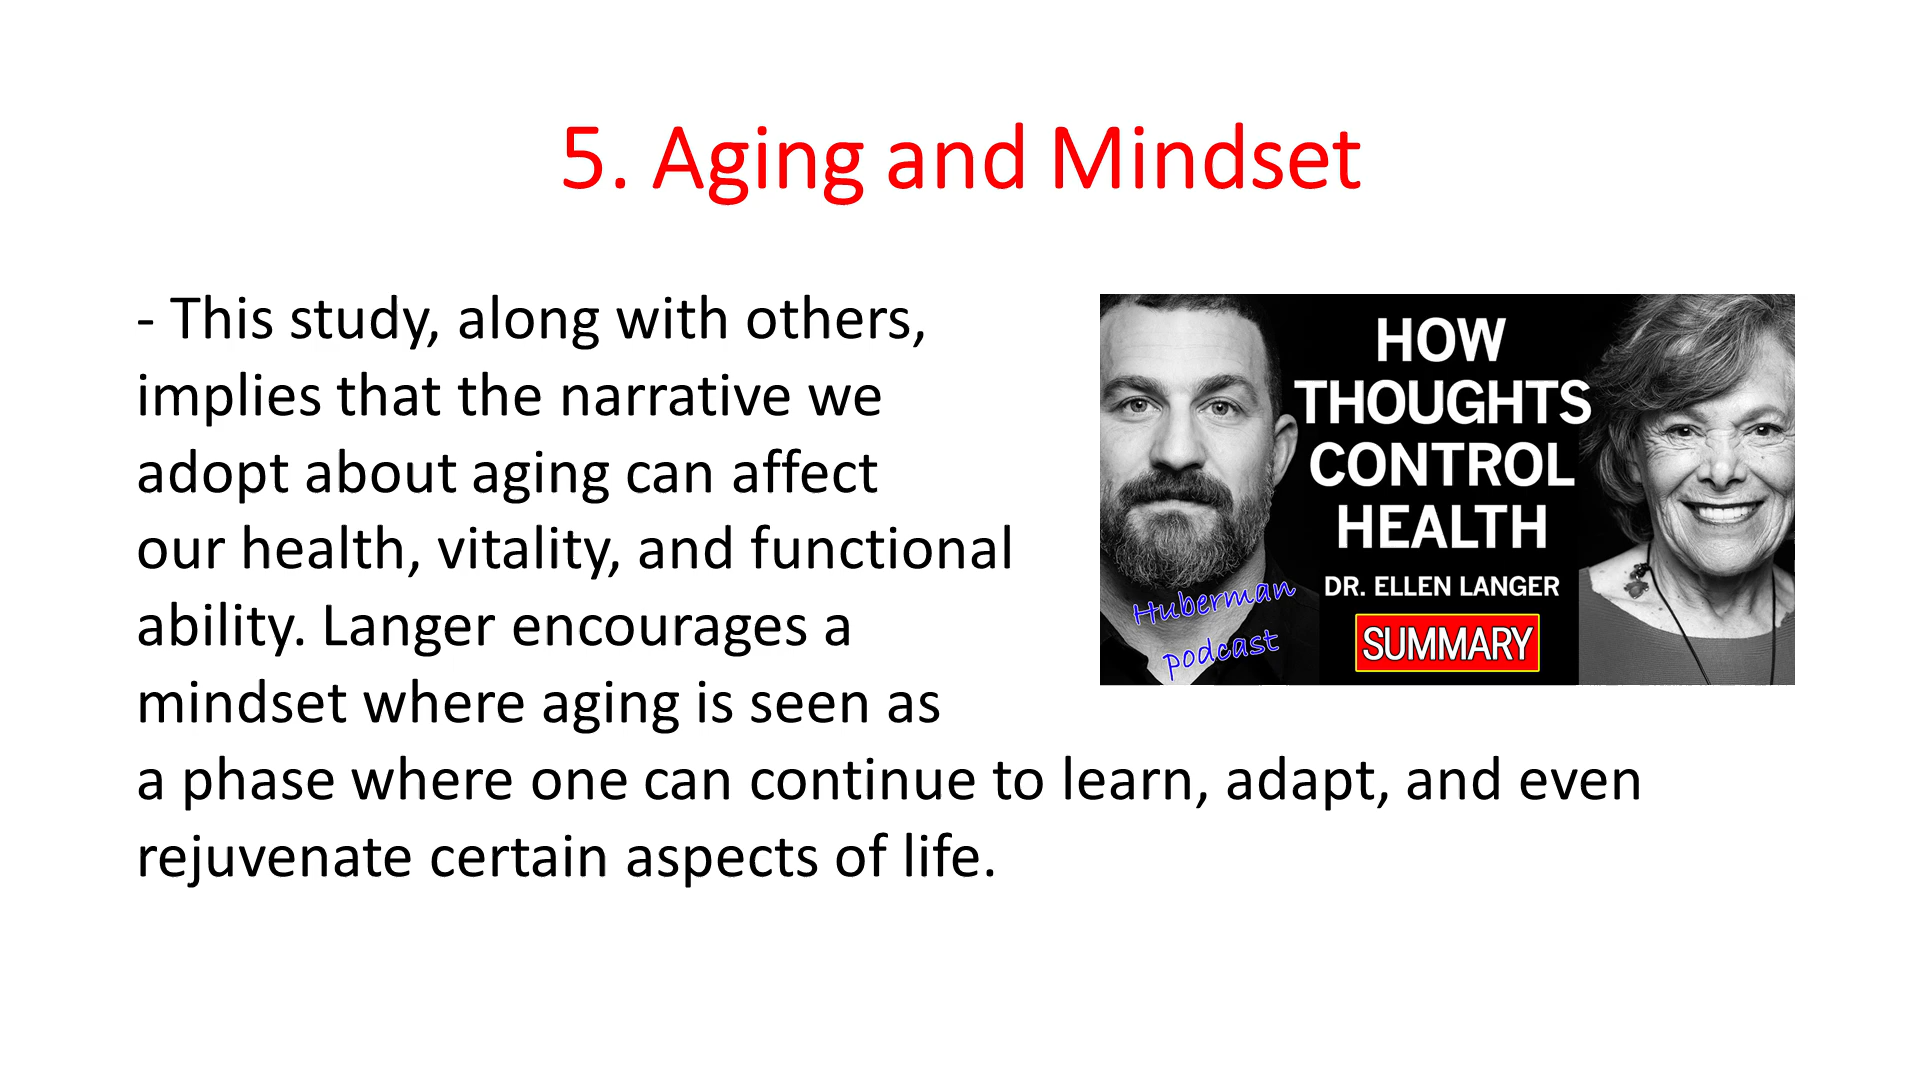 5. Aging and Mindset
- This study, along with others,
implies that the narrative we
adopt about aging can affect
our health, vitality, and functional
ability. Langer encourages a
mindset where aging is seen as
a phase where one can continue to learn, adapt, and even
rejuvenate certain aspects of life.
HOW
THOUGHTS
CONTROL
HEALTH
DR. ELLEN LANGER
SUMMARY
Huberman
podcast